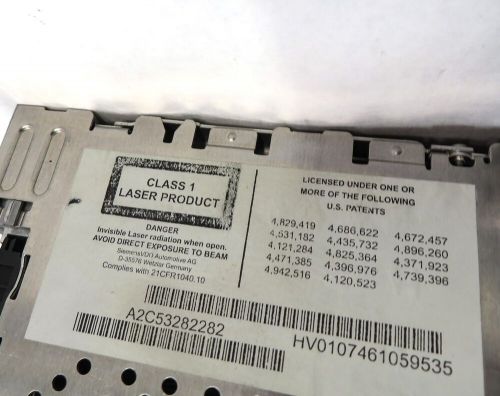 CLASS 1
LASER PRODUCT
DANGER
Invisible Laser radiation when open.
AVOID DIRECT EXPOSURE TO BEAM
SiemensVDO Automotive AG
D-35576 Wetzlar Germany
Complies with 21CFR1040.10
LICENSED UNDER ONE OR
MORE OF THE FOLLOWING
U.S. PATENTS
4,829,419 4,686,622 4,672,457
4,531,182 4,435,732 4,896,260
4,121,284 4,825,364 4,371,923
4,471,385 4,396,976 4,739,396
4,942,516 4,120,523
A2C53282282
HV0107461059535